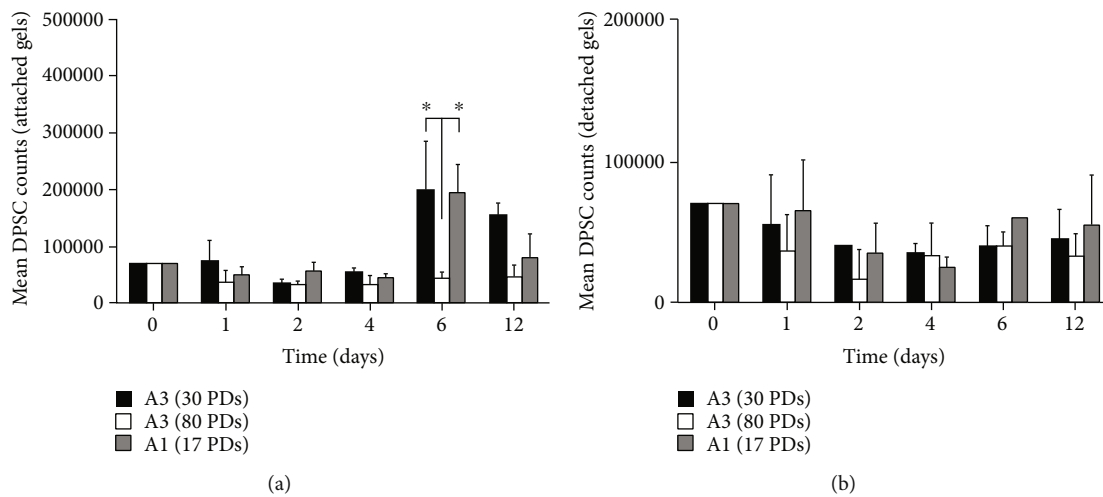 Mean DPSC counts (attached gels)
500000
400000
300000
200000
100000
0
* *
0 1 2 4 6 12
Time (days)
A3 (30 PDs)
A3 (80 PDs)
A1 (17 PDs)
(a)
Mean DPSC counts (detached gels)
200000
100000
0
0 1 2 4 6 12
Time (days)
A3 (30 PDs)
A3 (80 PDs)
A1 (17 PDs)
(b)